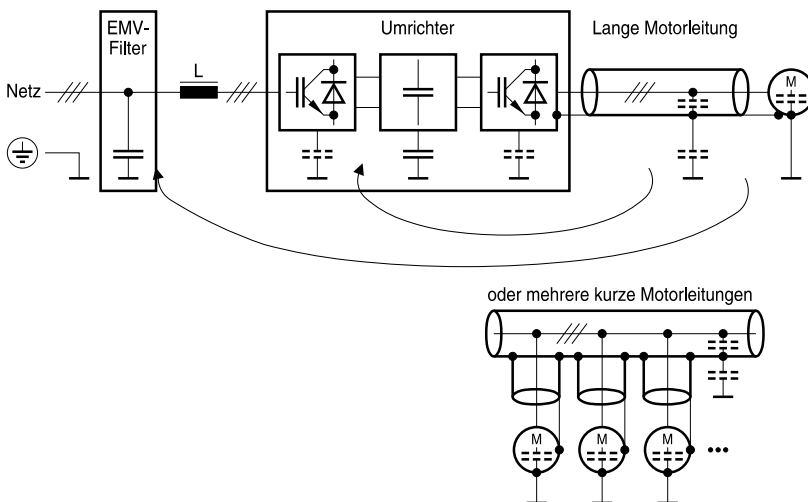 EMV-
Filter
Umrichter
Lange Motorleitung
L
Netz
M
oder mehrere kurze Motorleitungen
M
M
M